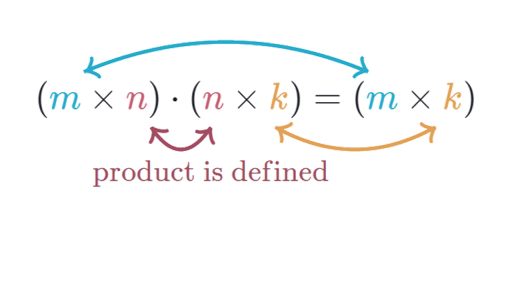 (m × n) · (n × k) = (m × k)
product is defined